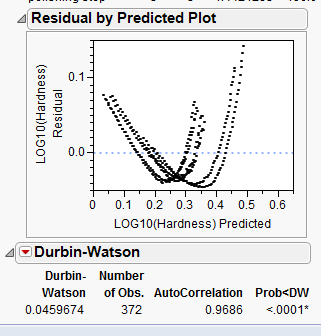 Residual by Predicted Plot
LOG10(Hardness)
Residual
0.1
0.0
0 0.1 0.2 0.3 0.4 0.5 0.6
LOG10(Hardness) Predicted
Durbin-Watson
Durbin- Number
Watson of Obs. AutoCorrelation Prob<DW
0.0459674 372 0.9686 <.0001*